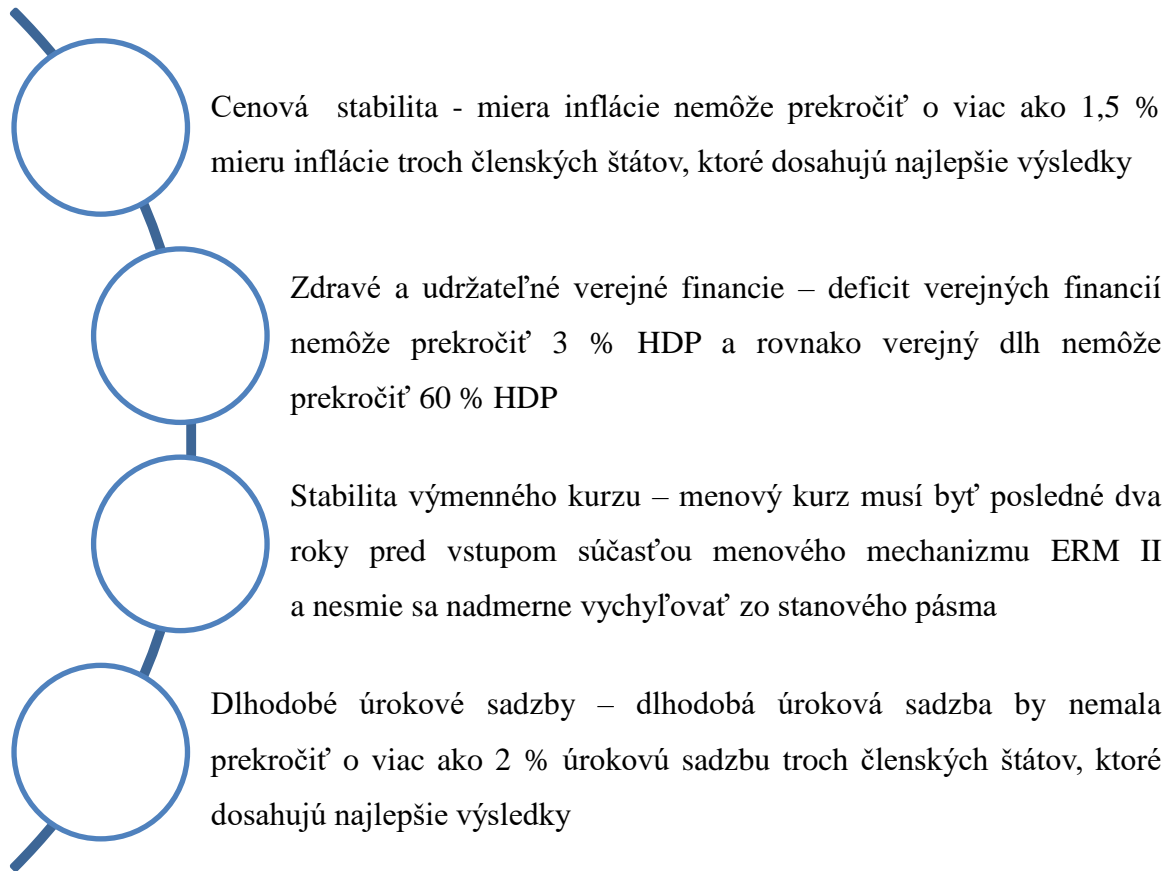 Cenová stabilita - miera inflácie nemôže prekročiť o viac ako 1,5 %
mieru inflácie troch členských štátov, ktoré dosahujú najlepšie výsledky
Zdravé a udržateľné verejné financie – deficit verejných financií
nemôže prekročiť 3 % HDP a rovnako verejný dlh nemôže
prekročiť 60 % HDP
Stabilita výmenného kurzu – menový kurz musí byť posledné dva
roky pred vstupom súčasťou menového mechanizmu ERM II
a nesmie sa nadmerne vychyľovať zo stanového pásma
Dlhodobé úrokové sadzby – dlhodobá úroková sadzba by nemala
prekročiť o viac ako 2 % úrokovú sadzbu troch členských štátov, ktoré
dosahujú najlepšie výsledky